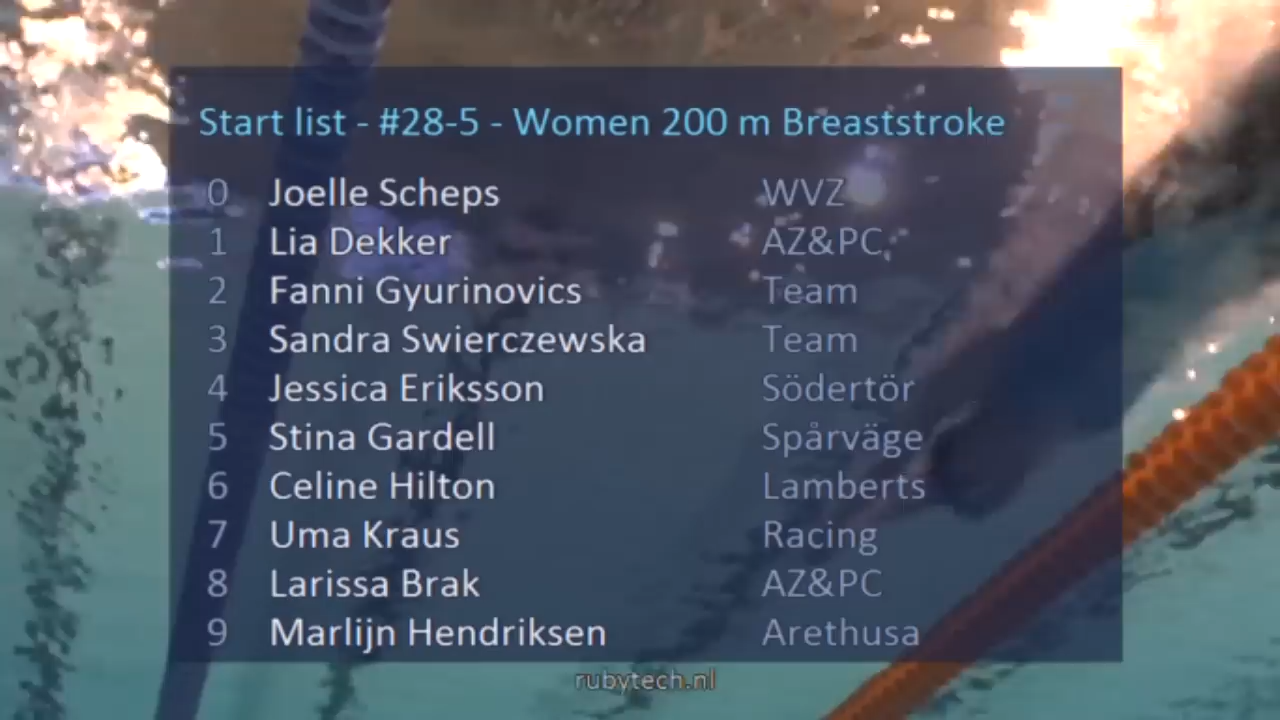 Start list - #28-5 - Women 200 m Breaststroke
0 Joelle Scheps WVZ
1 Lia Dekker AZ&PC
2 Fanni Gyurinovics Team
3 Sandra Swierczewska Team
4 Jessica Eriksson Södertör
5 Stina Gardell Spårväge
6 Celine Hilton Lamberts
7 Uma Kraus Racing
8 Larissa Brak AZ&PC
9 Marlijn Hendriksen Arethusa
rubytech.nl